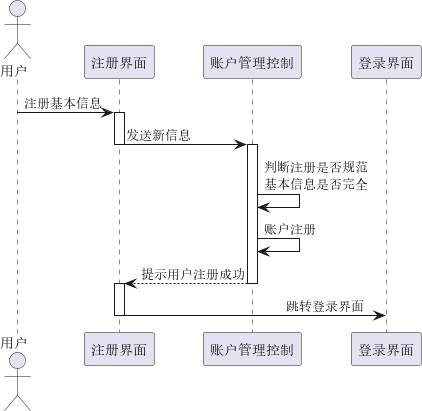 用户
注册界面
账户管理控制
登录界面
注册基本信息
发送新信息
判断注册是否规范
基本信息是否完全
账户注册
提示用户注册成功
跳转登录界面
用户
注册界面
账户管理控制
登录界面